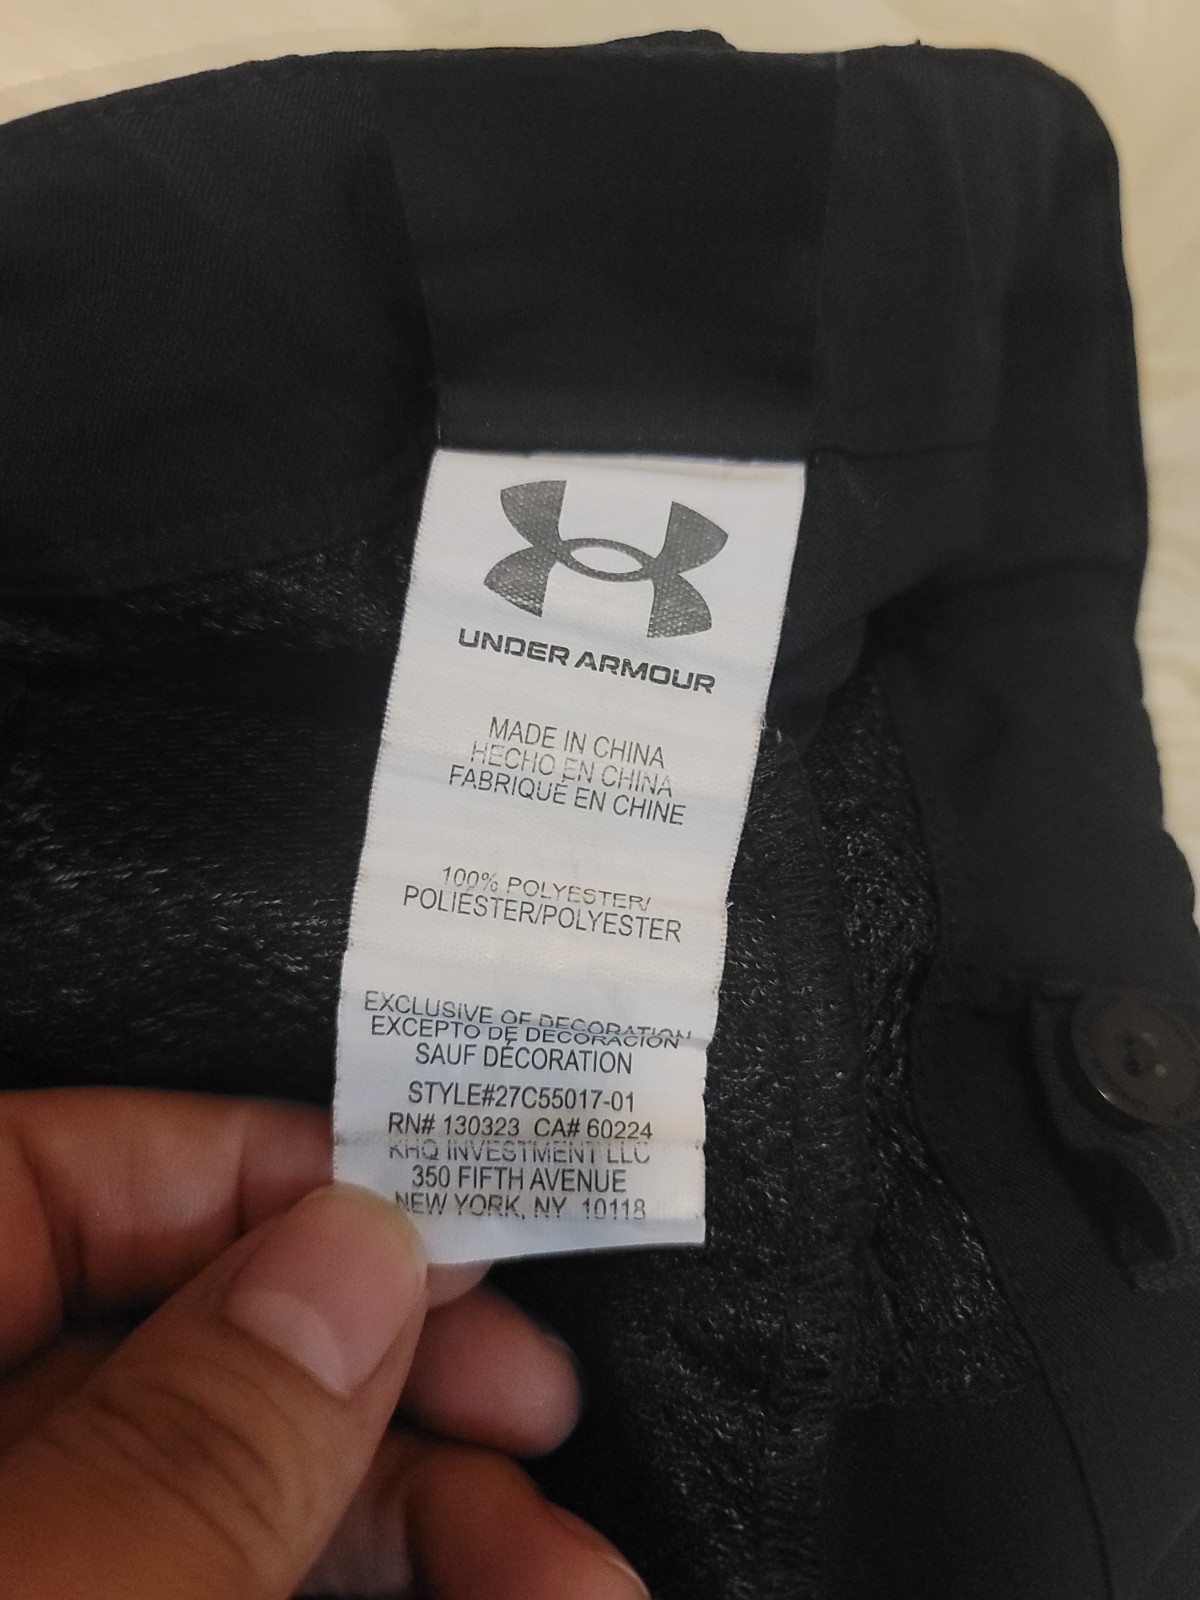 UNDER ARMOUR
MADE IN CHINA
HECHO EN CHINA
FABRIQUÉ EN CHINE
100% POLYESTER/
POLIÉSTER/POLYESTER
EXCLUSIVE OF DECORATION
EXCEPTO DE DECORACIÓN
SAUF DÉCORATION
STYLE#27C55017-01
RN# 130323 CA# 60224
KHQ INVESTMENT LLC
350 FIFTH AVENUE
NEW YORK, NY 10118